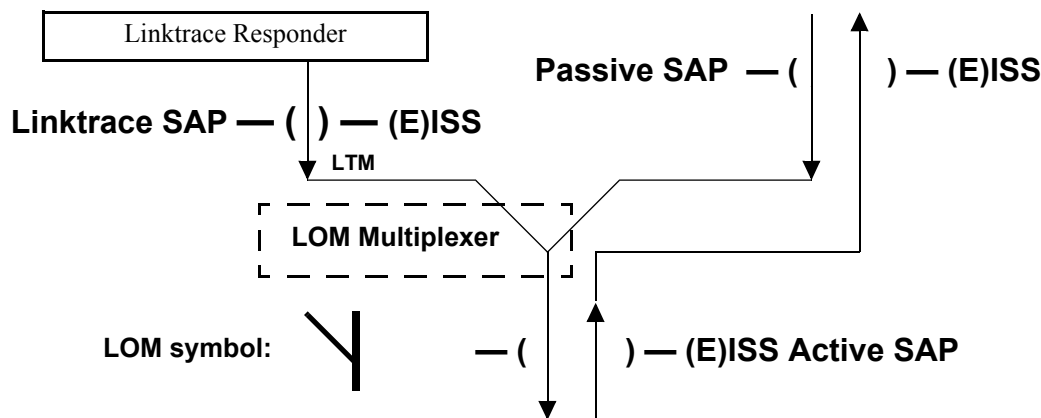 Linktrace Responder
Passive SAP — ( ) — (E)ISS
Linktrace SAP — ( ) — (E)ISS
LTM
LOM Multiplexer
LOM symbol:
— ( ) — (E)ISS Active SAP